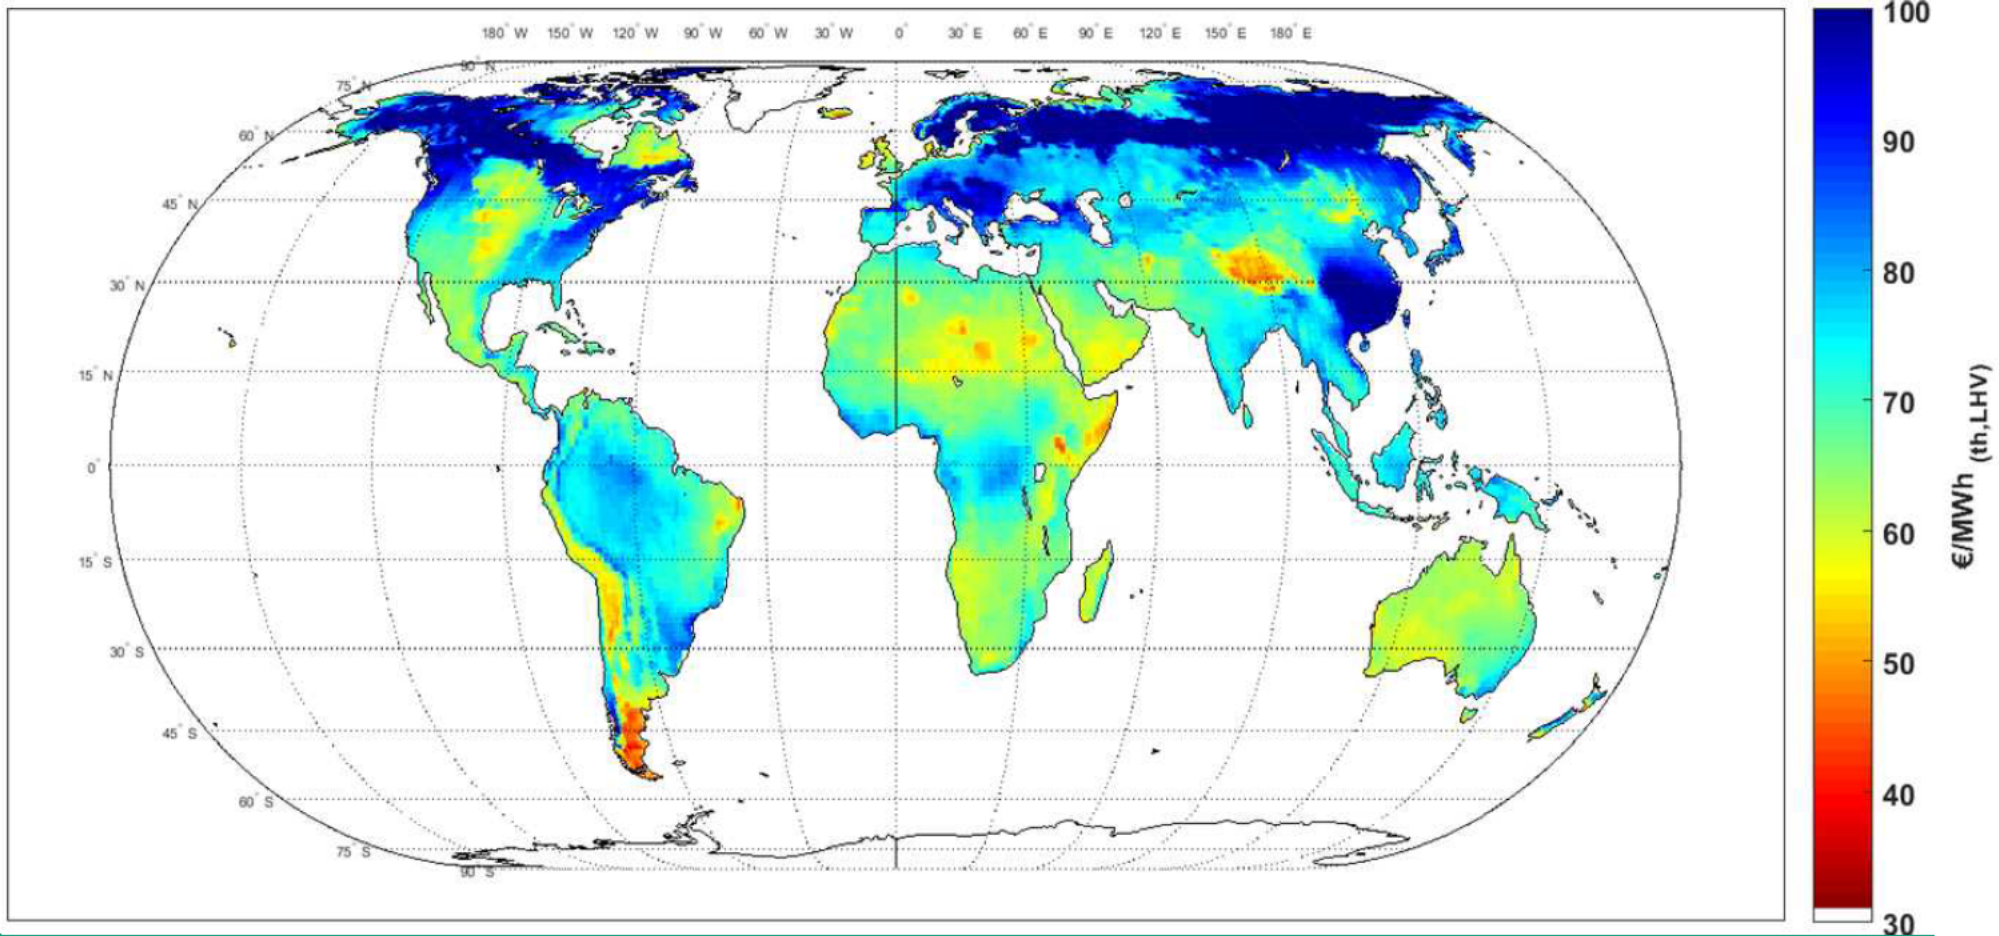 180° W 150° W 120° W 90° W 60° W 30° W 0° 30° E 60° E 90° E 120° E 150° E 180° E
90° N
75° N
60° N
45° N
30° N
15° N
0°
15° S
30° S
45° S
60° S
75° S
90° S
100
90
80
70
60
50
40
30
€/MWh (th,LHV)